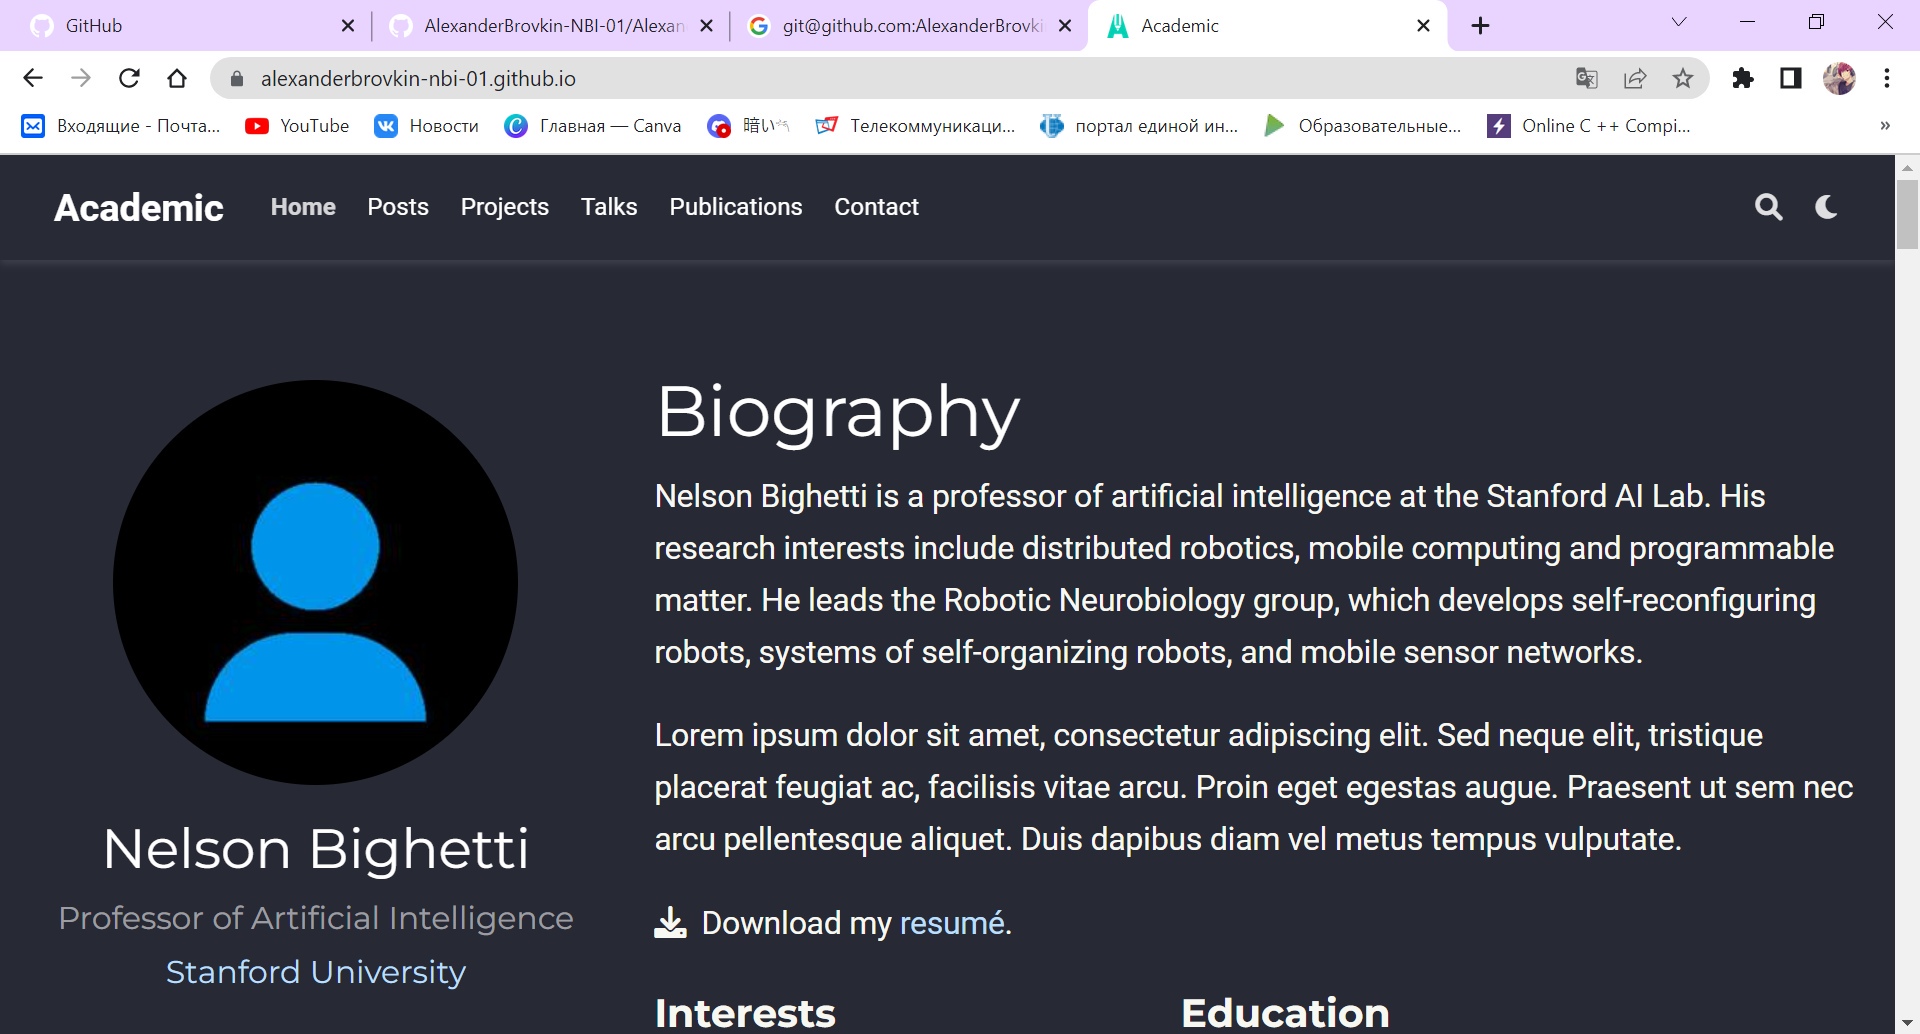 GitHub
AlexanderBrovkin-NBI-01/Alexan
git@github.com:AlexanderBrovki
Academic
alexanderbrovkin-nbi-01.github.io
Входящие - Почта...
YouTube
Новости
Главная — Canva
暗い
Телекоммуникаци...
портал единой ин...
Образовательные...
Online C ++ Compi...
»
Academic
Home
Posts
Projects
Talks
Publications
Contact
Biography
Nelson Bighetti is a professor of artificial intelligence at the Stanford AI Lab. His
research interests include distributed robotics, mobile computing and programmable
matter. He leads the Robotic Neurobiology group, which develops self-reconfiguring
robots, systems of self-organizing robots, and mobile sensor networks.
Lorem ipsum dolor sit amet, consectetur adipiscing elit. Sed neque elit, tristique
placerat feugiat ac, facilisis vitae arcu. Proin eget egestas augue. Praesent ut sem nec
arcu pellentesque aliquet. Duis dapibus diam vel metus tempus vulputate.
Download my resumé.
Nelson Bighetti
Professor of Artificial Intelligence
Stanford University
Interests
Education